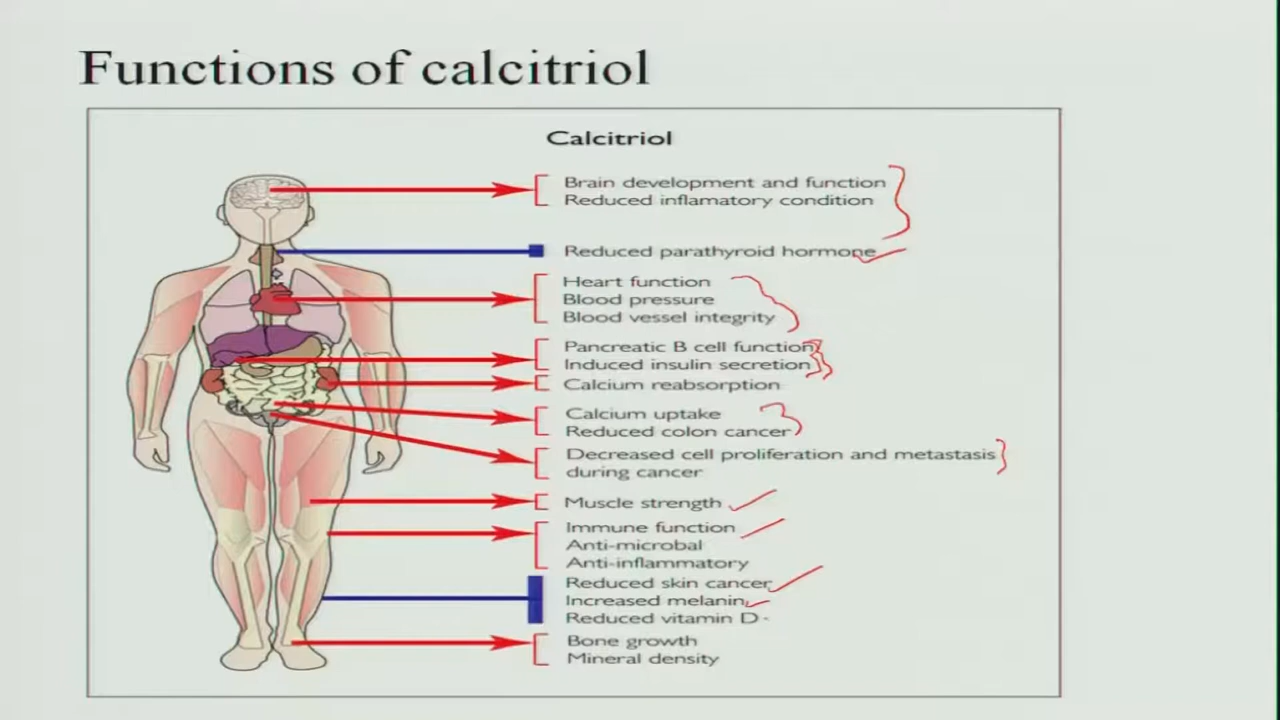 Functions of calcitriol
Calcitriol
Brain development and function
Reduced inflamatory condition
Reduced parathyroid hormone
Heart function
Blood pressure
Blood vessel integrity
Pancreatic B cell function
Induced insulin secretion
Calcium reabsorption
Calcium uptake
Reduced colon cancer
Decreased cell proliferation and metastasis
during cancer
Muscle strength
Immune function
Anti-microbal
Anti-inflammatory
Reduced skin cancer
Increased melanin
Reduced vitamin D
Bone growth
Mineral density